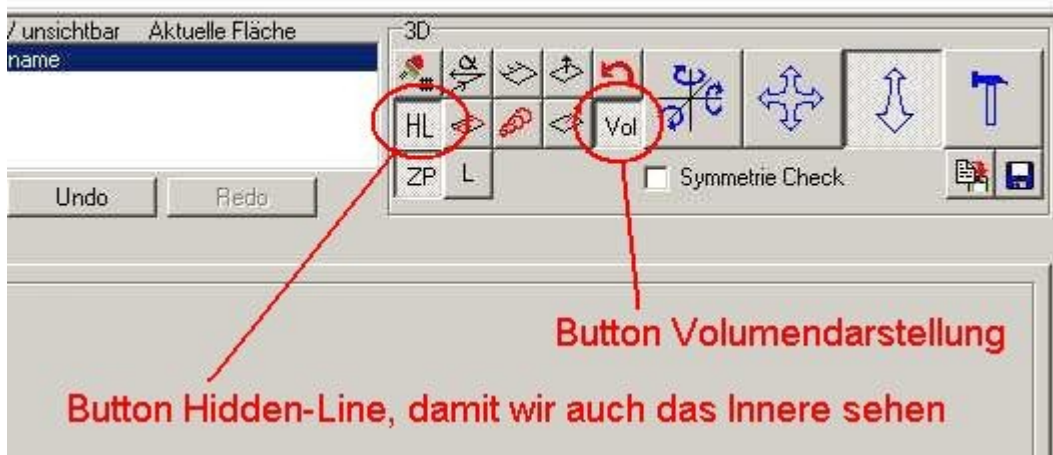 / unsichtbar Aktuelle Fläche
name
3D
α
HL Vol
ZP L
Symmetrie Check
Undo Redo
Button Volumendarstellung
Button Hidden-Line, damit wir auch das Innere sehen